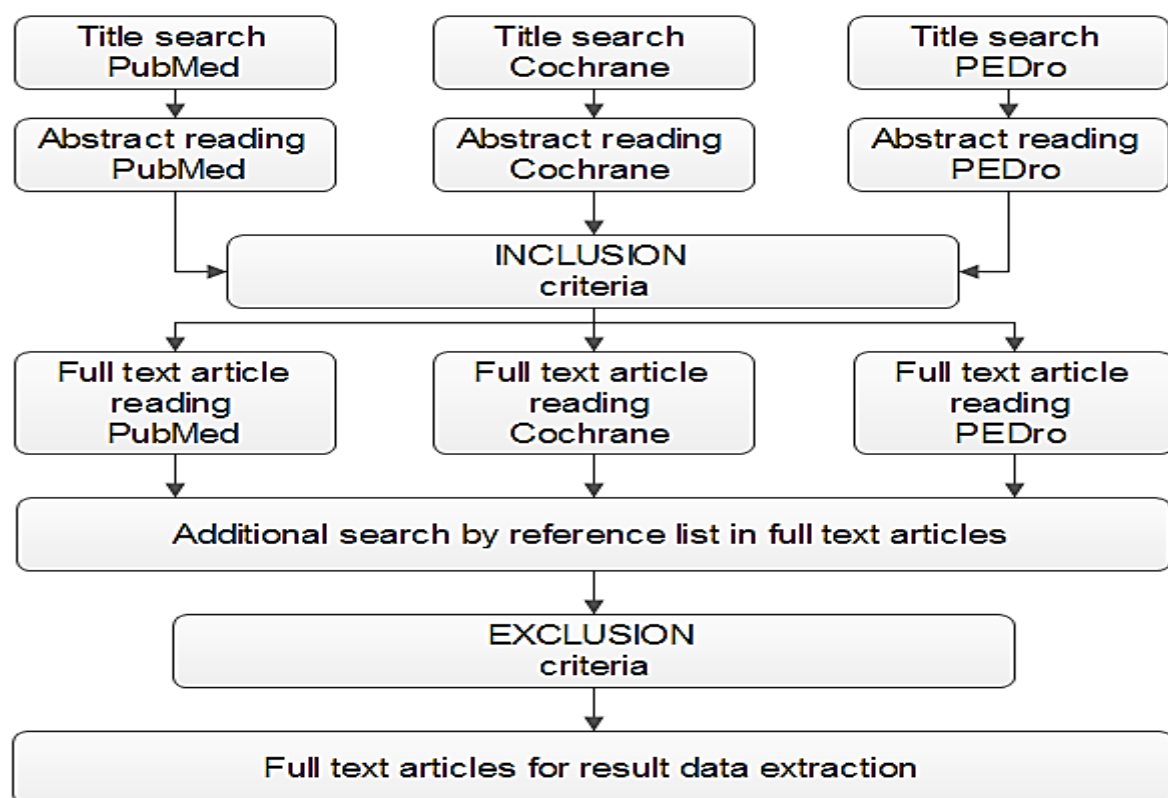 Title search
PubMed
Title search
Cochrane
Title search
PEDro
Abstract reading
PubMed
Abstract reading
Cochrane
Abstract reading
PEDro
INCLUSION
criteria
Full text article
reading
PubMed
Full text article
reading
Cochrane
Full text article
reading
PEDro
Additional search by reference list in full text articles
EXCLUSION
criteria
Full text articles for result data extraction